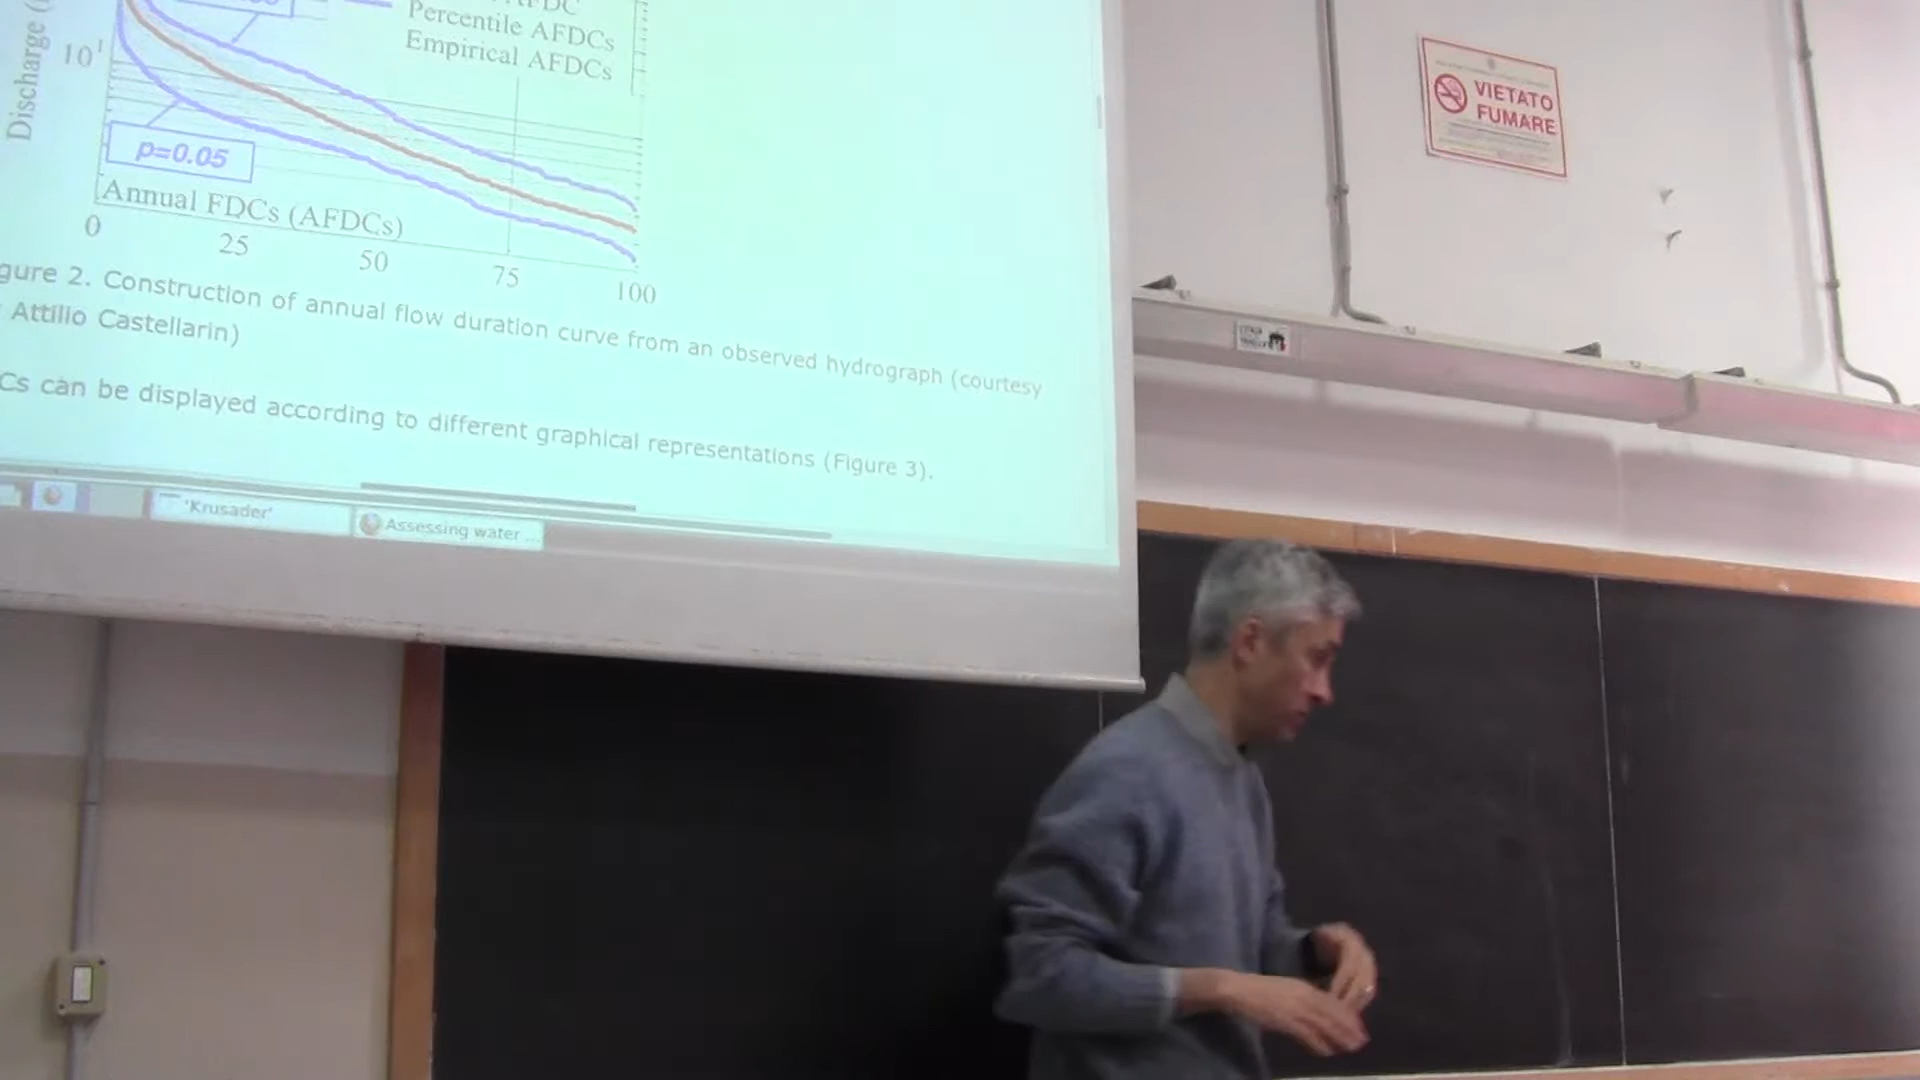 Percentile AFDCs
Empirical AFDCs
Discharge
10¹
p=0.05
Annual FDCs (AFDCs)
0
25
50
75
100
gure 2. Construction of annual flow duration curve from an observed hydrograph (courtesy
Attilio Castellarin)
Cs can be displayed according to different graphical representations (Figure 3).
'Krusader'
Assessing water ...
VIETATO
FUMARE